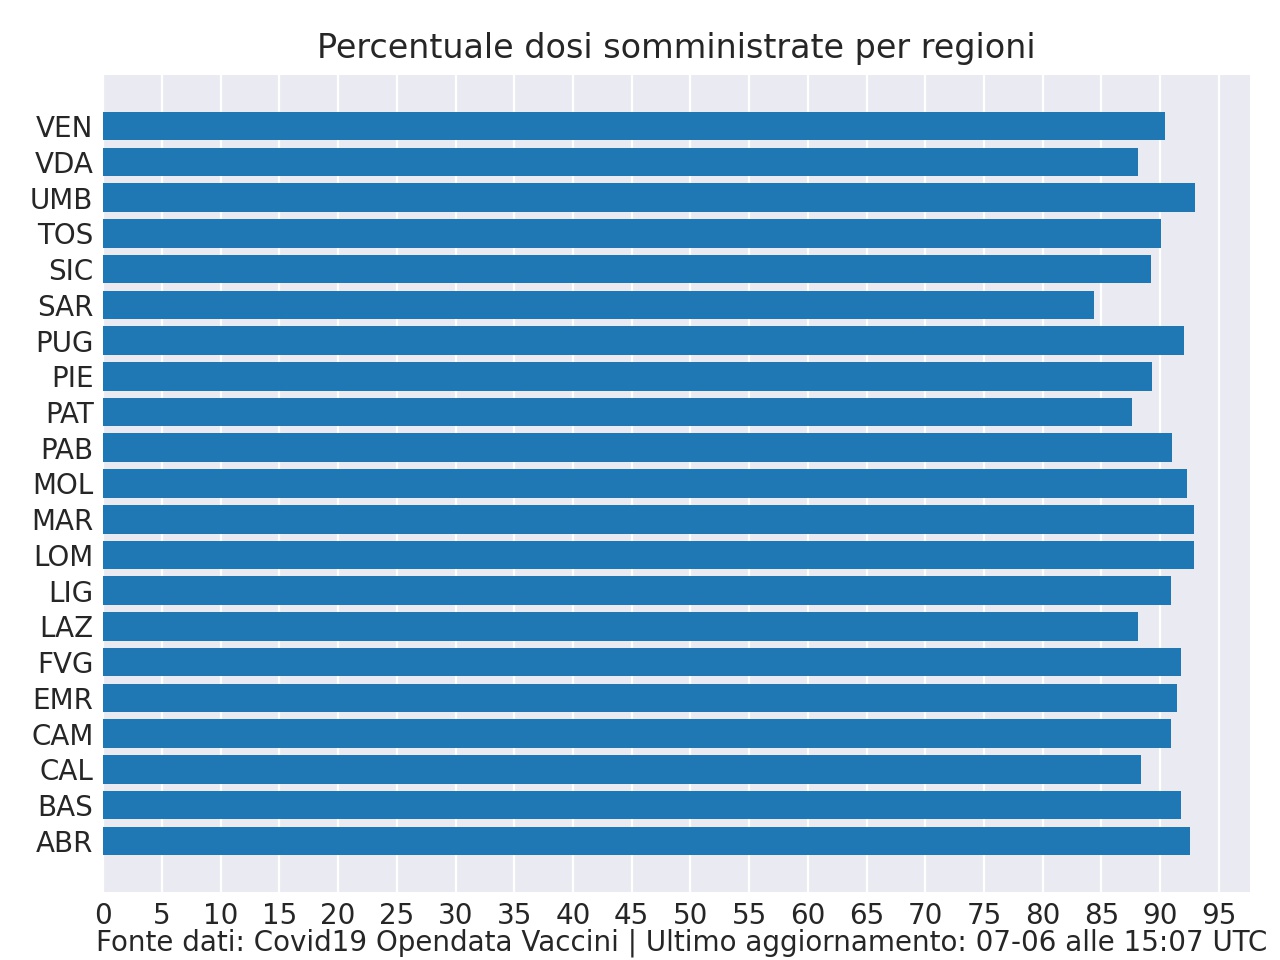 Percentuale dosi somministrate per regioni
VEN
VDA
UMB
TOS
SIC
SAR
PUG
PIE
PAT
PAB
MOL
MAR
LOM
LIG
LAZ
FVG
EMR
CAM
CAL
BAS
ABR
0 5 10 15 20 25 30 35 40 45 50 55 60 65 70 75 80 85 90 95
Fonte dati: Covid19 Opendata Vaccini | Ultimo aggiornamento: 07-06 alle 15:07 UTC